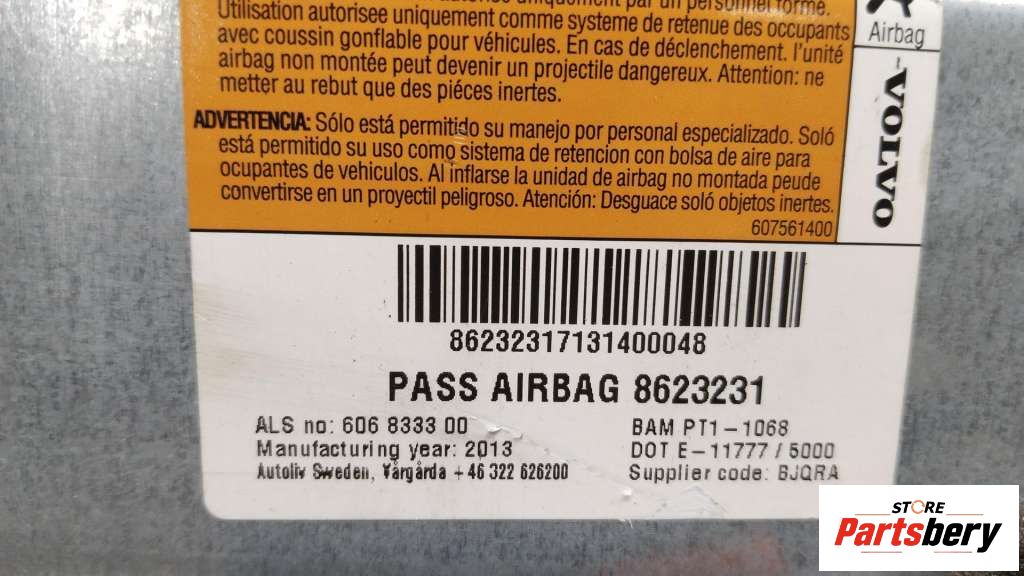 uniquement par un personnel formé.
Utilisation autorisee uniquement comme systeme de retenue des occupants
avec coussin gonflable pour véhicules. En cas de déclenchement, l'unité
airbag non montée peut devenir un projectile dangereux. Attention: ne
metter au rebut que des piéces inertes.
Airbag
VOLVO
ADVERTENCIA: Sólo está permitido su manejo por personal especializado. Soló
está permitido su uso como sistema de retencion con bolsa de aire para
ocupantes de vehiculos. Al inflarse la unidad de airbag no montada peude
convertirse en un proyectil peligroso. Atención: Desguace soló objetos inertes.
607561400
86232317131400048
PASS AIRBAG 8623231
ALS no: 606 8333 00
BAM PT1-1068
Manufacturing year: 2013
DOT E-11777 / 5000
Autoliv Sweden, Vårgårda +46 322 626200
Supplier code: BJQRA
STORE
Partsbery